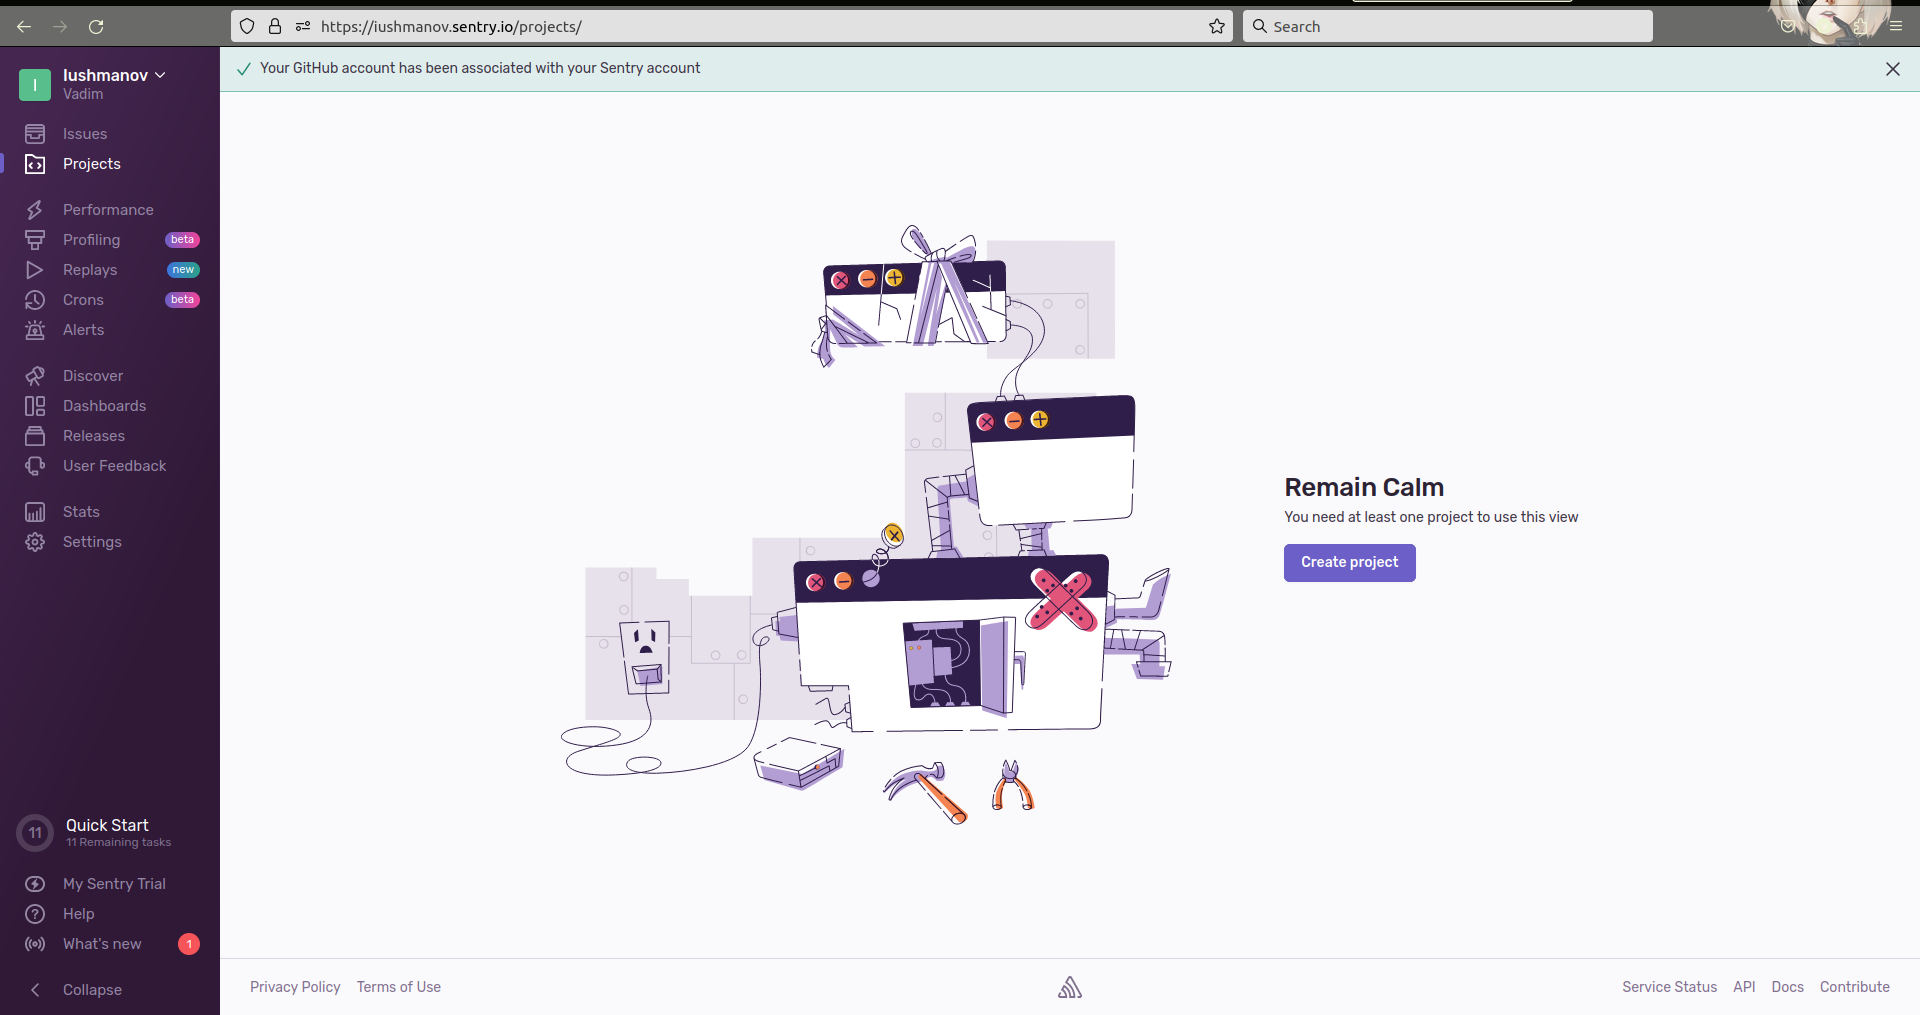 https://iushmanov.sentry.io/projects/
Search
Iushmanov
Vadim
Your GitHub account has been associated with your Sentry account
I
Issues
Projects
Performance
Profiling beta
Replays new
Crons beta
Alerts
Discover
Dashboards
Releases
User Feedback
Stats
Settings
Remain Calm
You need at least one project to use this view
Create project
11
Quick Start
11 Remaining tasks
My Sentry Trial
Help
What's new 1
Collapse
Privacy Policy Terms of Use
Service Status API Docs Contribute